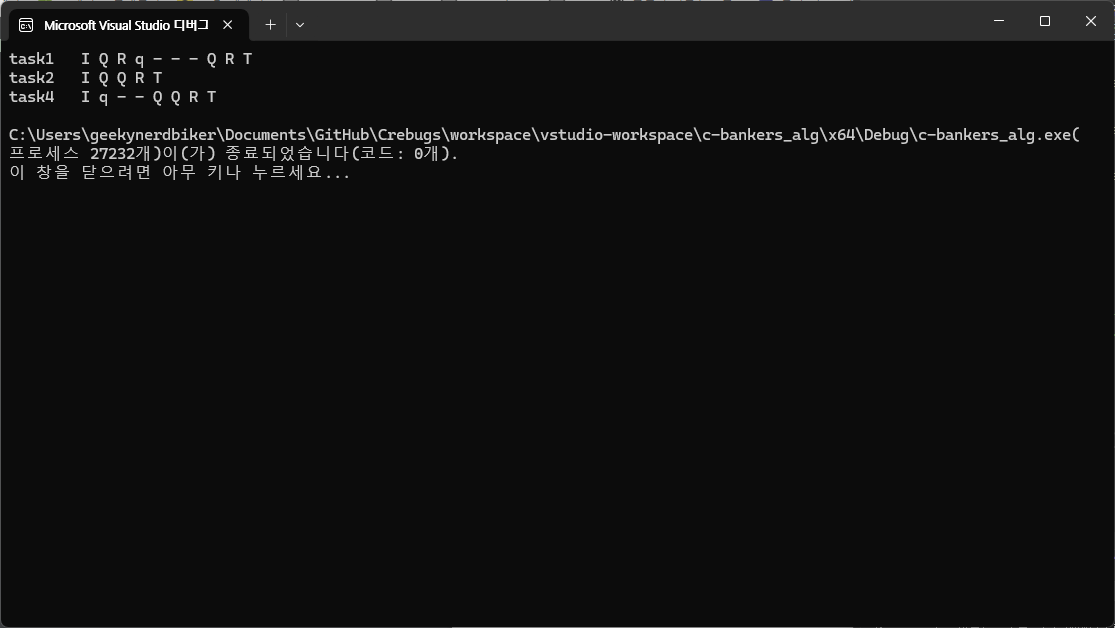 Microsoft Visual Studio 디버그
task1   I Q R q - - - Q R T
task2   I Q Q R T
task4   I q - - Q Q R T
C:\Users\geekynerdbiker\Documents\GitHub\Crebugs\workspace\vstudio-workspace\c-bankers_alg\x64\Debug\c-bankers_alg.exe(
프로세스 27232개)이(가) 종료되었습니다(코드: 0개).
이 창을 닫으려면 아무 키나 누르세요...